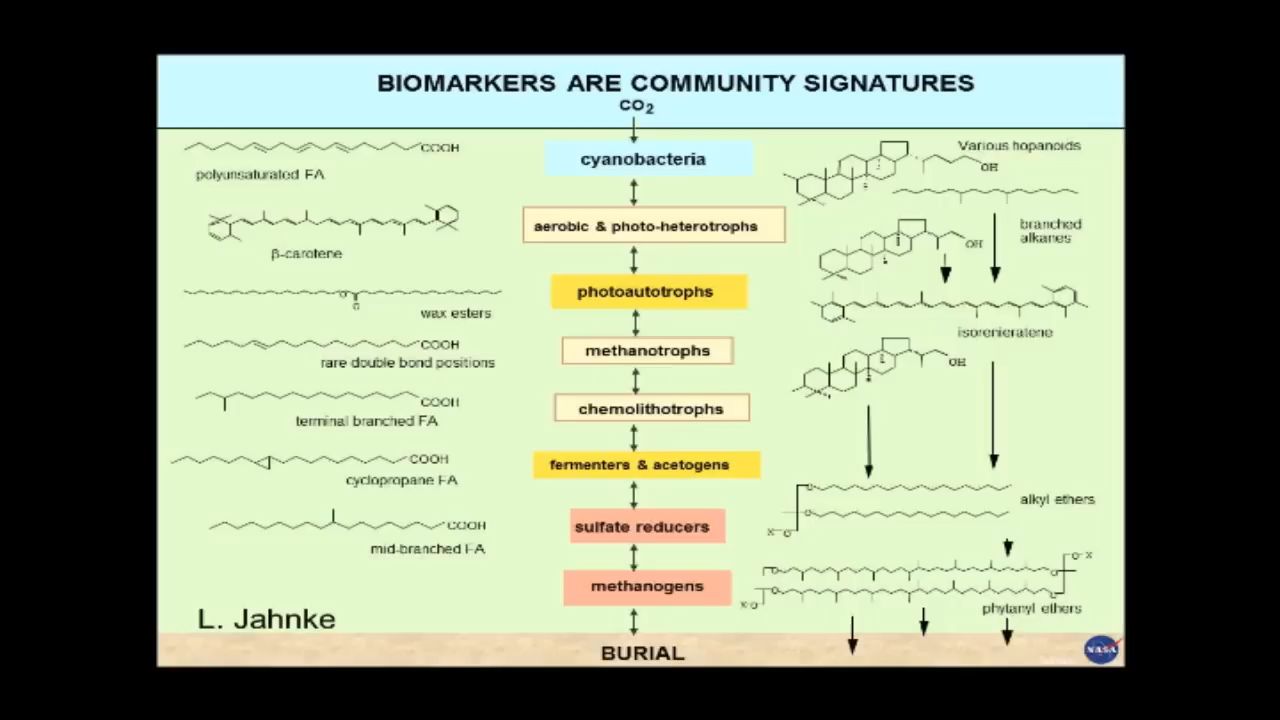 BIOMARKERS ARE COMMUNITY SIGNATURES
CO2
COOH
polyunsaturated FA
β-carotene
O
O
wax esters
COOH
rare double bond positions
COOH
terminal branched FA
COOH
cyclopropane FA
COOH
mid-branched FA
L. Jahnke
cyanobacteria
aerobic & photo-heterotrophs
photoautotrophs
methanotrophs
chemolithotrophs
fermenters & acetogens
sulfate reducers
methanogens
BURIAL
Various hopanoids
OH
branched
alkanes
OH
isorenieratene
OH
O
O
X O
alkyl ethers
O
O X
O
O
O
X O
phytanyl ethers
NASA